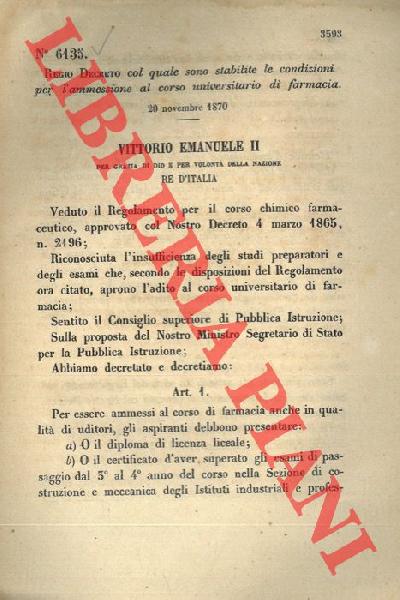 3593
N° 6133.
REGIO DECRETO col quale sono stabilite le condizioni
per l'ammessione al corso universitario di farmacia.
20 novembre 1870
VITTORIO EMANUELE II
PER GRAZIA DI DIO E PER VOLONTÀ DELLA NAZIONE
RE D'ITALIA
Veduto il Regolamento per il corso chimico farma-
ceutico, approvato col Nostro Decreto 4 marzo 1865,
n. 2196;
Riconosciuta l'insufficienza degli studi preparatori e
degli esami che, secondo le disposizioni del Regolamento
ora citato, aprono l'adito al corso universitario di far-
macia;
Sentito il Consiglio superiore di Pubblica Istruzione;
Sulla proposta del Nostro Ministro Segretario di Stato
per la Pubblica Istruzione;
Abbiamo decretato e decretiamo:
Art. 1.
Per essere ammessi al corso di farmacia anche in qua-
lità di uditori, gli aspiranti debbono presentare:
a) O il diploma di licenza liceale;
b) O il certificato d'aver superato gli esami di pas-
saggio dal 3° al 4° anno del corso nella Sezione di co-
struzione e meccanica degli Istituti industriali e profes-
LIBRERIA PIANI